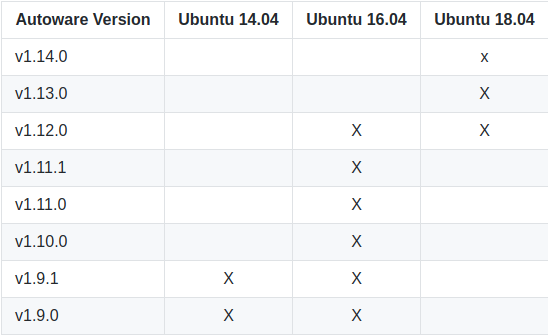 Autoware Version Ubuntu 14.04 Ubuntu 16.04 Ubuntu 18.04
v1.14.0 x
v1.13.0 X
v1.12.0 X X
v1.11.1 X
v1.11.0 X
v1.10.0 X
v1.9.1 X X
v1.9.0 X X